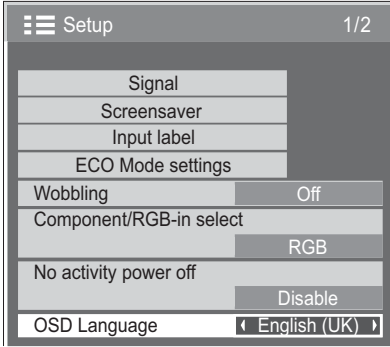 Setup 1/2
Signal
Screensaver
Input label
ECO Mode settings
Wobbling Off
Component/RGB-in select
RGB
No activity power off
Disable
OSD Language English (UK)